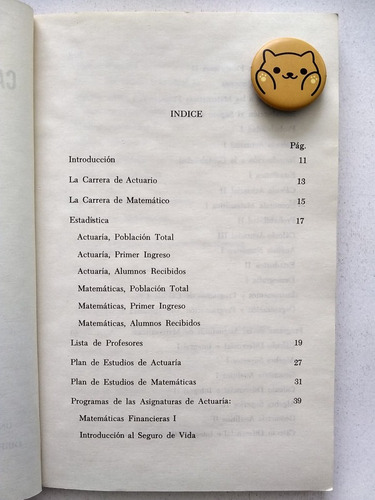 INDICE
Pág.
Introducción 11
La Carrera de Actuario 13
La Carrera de Matemático 15
Estadística 17
Actuaría, Población Total
Actuaría, Primer Ingreso
Actuaría, Alumnos Recibidos
Matemáticas, Población Total
Matemáticas, Primer Ingreso
Matemáticas, Alumnos Recibidos
Lista de Profesores 19
Plan de Estudios de Actuaría 27
Plan de Estudios de Matemáticas 31
Programas de las Asignaturas de Actuaría: 39
Matemáticas Financieras I
Introducción al Seguro de Vida